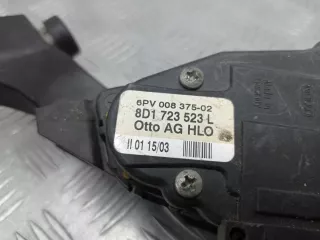 6PV 008 375-02
8D1 723 523 L
Otto AG HLO
II 01 15/03